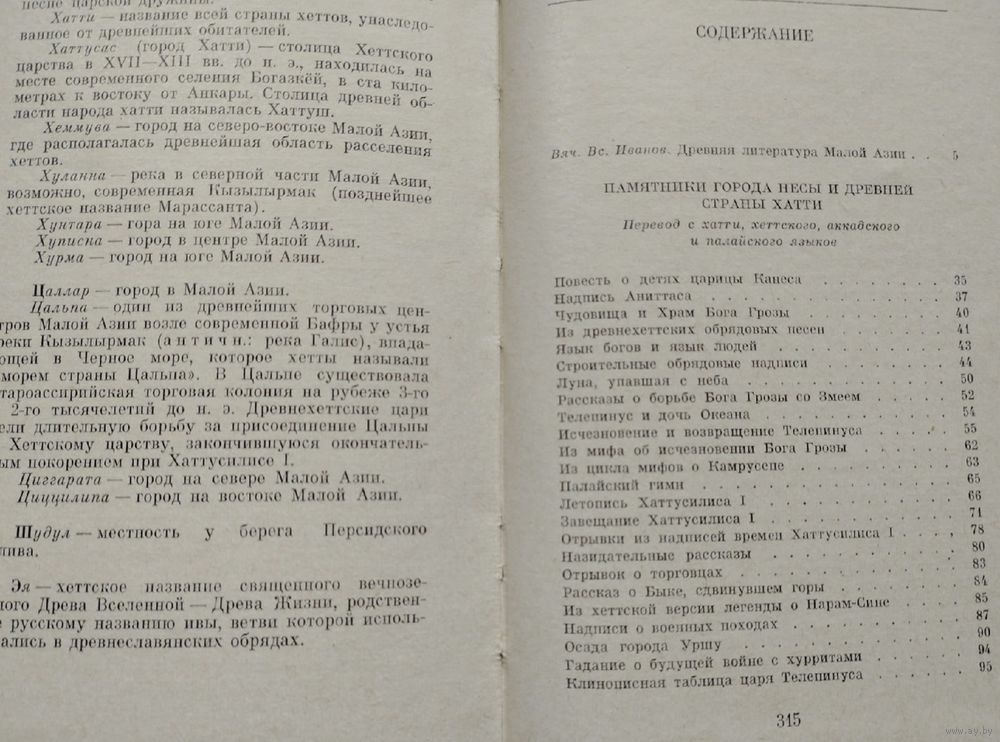 песне царской дружины.
Хатти — название всей страны хеттов, унаследо-
ванное от древнейших обитателей.
Хаттусас (город Хатти) — столица Хеттского
царства в XVII—XIII вв. до н. э., находилась на
месте современного селения Богазкёй, в ста кило-
метрах к востоку от Анкары. Столица древней об-
ласти народа хатти называлась Хаттуш.
Хеммува — город на северо-востоке Малой Азии,
где располагалась древнейшая область расселения
хеттов.
Хуланна — река в северной части Малой Азии,
возможно, современная Кызылырмак (позднейшее
хеттское название Марассанта).
Хунтара — гора на юге Малой Азии.
Хуписна — город в центре Малой Азии.
Хурма — город на юге Малой Азии.
Цаллар — город в Малой Азии.
Цальпа — один из древнейших торговых цен-
тров Малой Азии возле современной Бафры у устья
реки Кызылырмак (античн.: река Галис), впада-
ющей в Черное море, которое хетты называли
морем страны Цальпа». В Цальпе существовала
тароассирийская торговая колония на рубеже 3-го
2-го тысячелетий до н. э. Древнехеттские цари
ели длительную борьбу за присоединение Цальпы
Хеттскому царству, закончившуюся окончатель-
ым покорением при Хаттусилисе I.
Циггарата — город на севере Малой Азии.
Циццилипа — город на востоке Малой Азии.
Шудул — местность у берега Персидского
лива.
Эя — хеттское название священного вечнозе-
ного Древа Вселенной — Древа Жизни, родствен-
е русскому названию ивы, ветви которой исполь-
ались в древнеславянских обрядах.
СОДЕРЖАНИЕ
Вяч. Вс. Иванов. Древняя литература Малой Азии . . 5
ПАМЯТНИКИ ГОРОДА НЕСЫ И ДРЕВНЕЙ
СТРАНЫ ХАТТИ
Перевод с хатти, хеттского, аккадского
и палайского языков
Повесть о детях царицы Канеса . . . . . . . 35
Надпись Аниттаса . . . . . . . . . . . . 37
Чудовища и Храм Бога Грозы . . . . . . . . 40
Из древнехеттских обрядовых песен . . . . . . 41
Язык богов и язык людей . . . . . . . . . 43
Строительные обрядовые надписи . . . . . . . 44
Луна, упавшая с неба . . . . . . . . . . 50
Рассказы о борьбе Бога Грозы со Змеем . . . . . 52
Телепинус и дочь Океана . . . . . . . . . 54
Исчезновение и возвращение Телепинуса . . . . . 55
Из мифа об исчезновении Бога Грозы . . . . . . 62
Из цикла мифов о Камрусепе . . . . . . . . 63
Палайский гимн . . . . . . . . . . . . 65
Летопись Хаттусилиса I . . . . . . . . . . 66
Завещание Хаттусилиса I . . . . . . . . . 71
Отрывки из надписей времен Хаттусилиса I . . . . 78
Назидательные рассказы . . . . . . . . . 80
Отрывок о торговцах . . . . . . . . . . 83
Рассказ о Быке, сдвинувшем горы . . . . . . . 84
Из хеттской версии легенды о Нарам-Сине . . . . 85
Надписи о военных походах . . . . . . . . 87
Осада города Уршу . . . . . . . . . . . 90
Гадание о будущей войне с хурритами . . . . . . 94
Клинописная таблица царя Телепинуса . . . . . . 95
315
www.ay.by